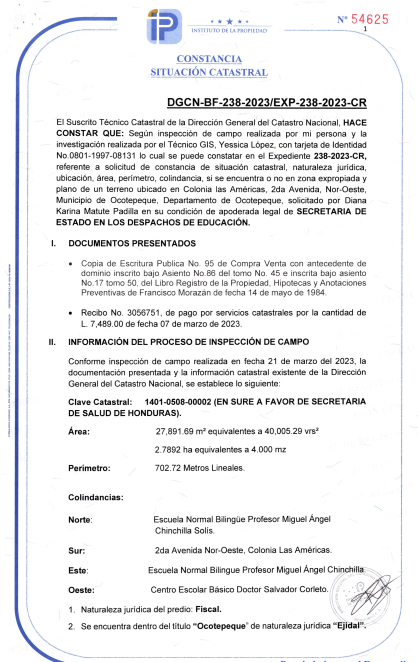 INSTITUTO DE LA PROPIEDAD
N° 54625
1
CONSTANCIA
SITUACIÓN CATASTRAL
DGCN-BF-238-2023/EXP-238-2023-CR
El Suscrito Técnico Catastral de la Dirección General del Catastro Nacional, HACE
CONSTAR QUE: Según inspección de campo realizada por mi persona y la
investigación realizada por el Técnico GIS, Yessica López, con tarjeta de Identidad
No.0801-1997-08131 lo cual se puede constatar en el Expediente 238-2023-CR,
referente a solicitud de constancia de situación catastral, naturaleza jurídica,
ubicación, área, perímetro, colindancia, si se encuentra o no en zona expropiada y
plano de un terreno ubicado en Colonia las Américas, 2da Avenida, Nor-Oeste,
Municipio de Ocotepeque, Departamento de Ocotepeque, solicitado por Diana
Karina Matute Padilla en su condición de apoderada legal de SECRETARIA DE
ESTADO EN LOS DESPACHOS DE EDUCACIÓN.
I. DOCUMENTOS PRESENTADOS
• Copia de Escritura Publica No. 95 de Compra Venta con antecedente de
dominio inscrito bajo Asiento No.86 del tomo No. 45 e inscrita bajo asiento
No.17 tomo 50, del Libro Registro de la Propiedad, Hipotecas y Anotaciones
Preventivas de Francisco Morazán de fecha 14 de mayo de 1984.
• Recibo No. 3056751, de pago por servicios catastrales por la cantidad de
L. 7,489.00 de fecha 07 de marzo de 2023.
II. INFORMACIÓN DEL PROCESO DE INSPECCIÓN DE CAMPO
Conforme inspección de campo realizada en fecha 21 de marzo del 2023, la
documentación presentada y la información catastral existente de la Dirección
General del Catastro Nacional, se establece lo siguiente:
Clave Catastral: 1401-0508-00002 (EN SURE A FAVOR DE SECRETARIA
DE SALUD DE HONDURAS).
Área: 27,891.69 m² equivalentes a 40,005.29 vrs²
2.7892 ha equivalentes a 4.000 mz
Perímetro: 702.72 Metros Lineales.
Colindancias:
Norte: Escuela Normal Bilingüe Profesor Miguel Ángel
Chinchilla Solís.
Sur: 2da Avenida Nor-Oeste, Colonia Las Américas.
Este: Escuela Normal Bilingue Profesor Miguel Ángel Chinchilla.
Oeste: Centro Escolar Básico Doctor Salvador Corleto.
1. Naturaleza jurídica del predio: Fiscal.
2. Se encuentra dentro del título "Ocotepeque" de naturaleza jurídica "Ejidal".